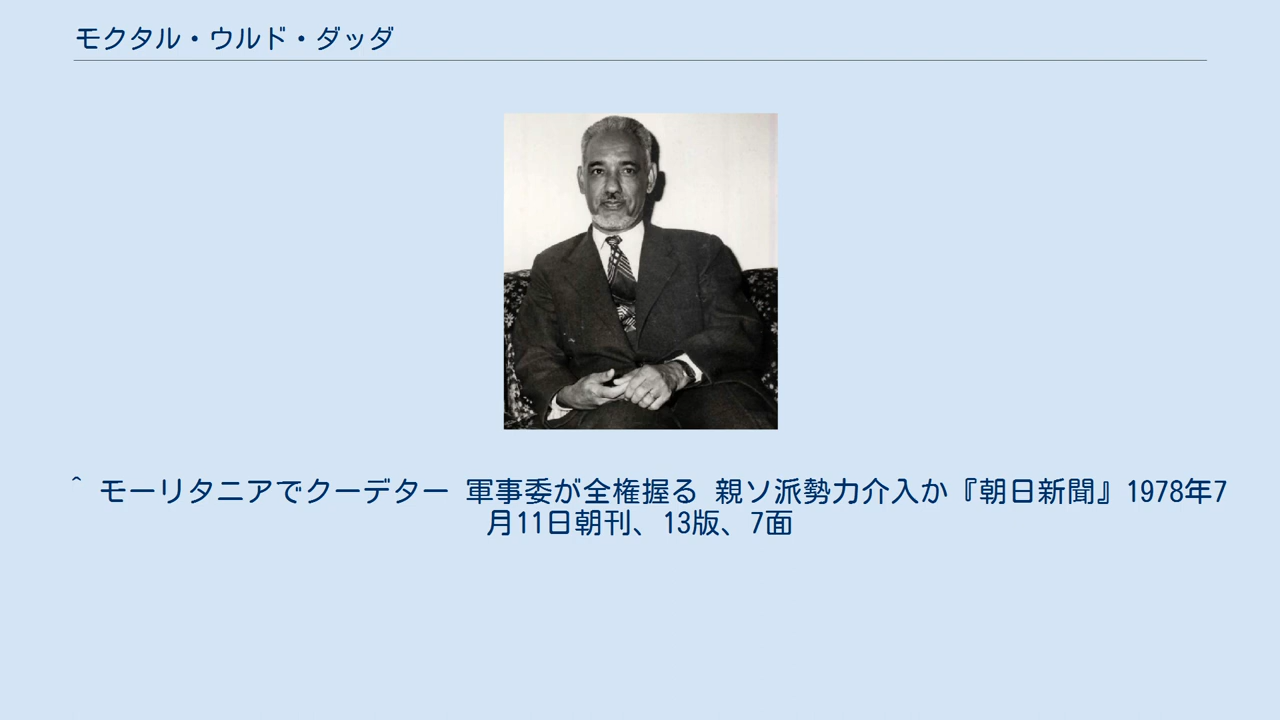 モクタル・ウルド・ダッダ
^ モーリタニアでクーデター 軍事委が全権握る 親ソ派勢力介入か『朝日新聞』1978年7
月11日朝刊、13版、7面